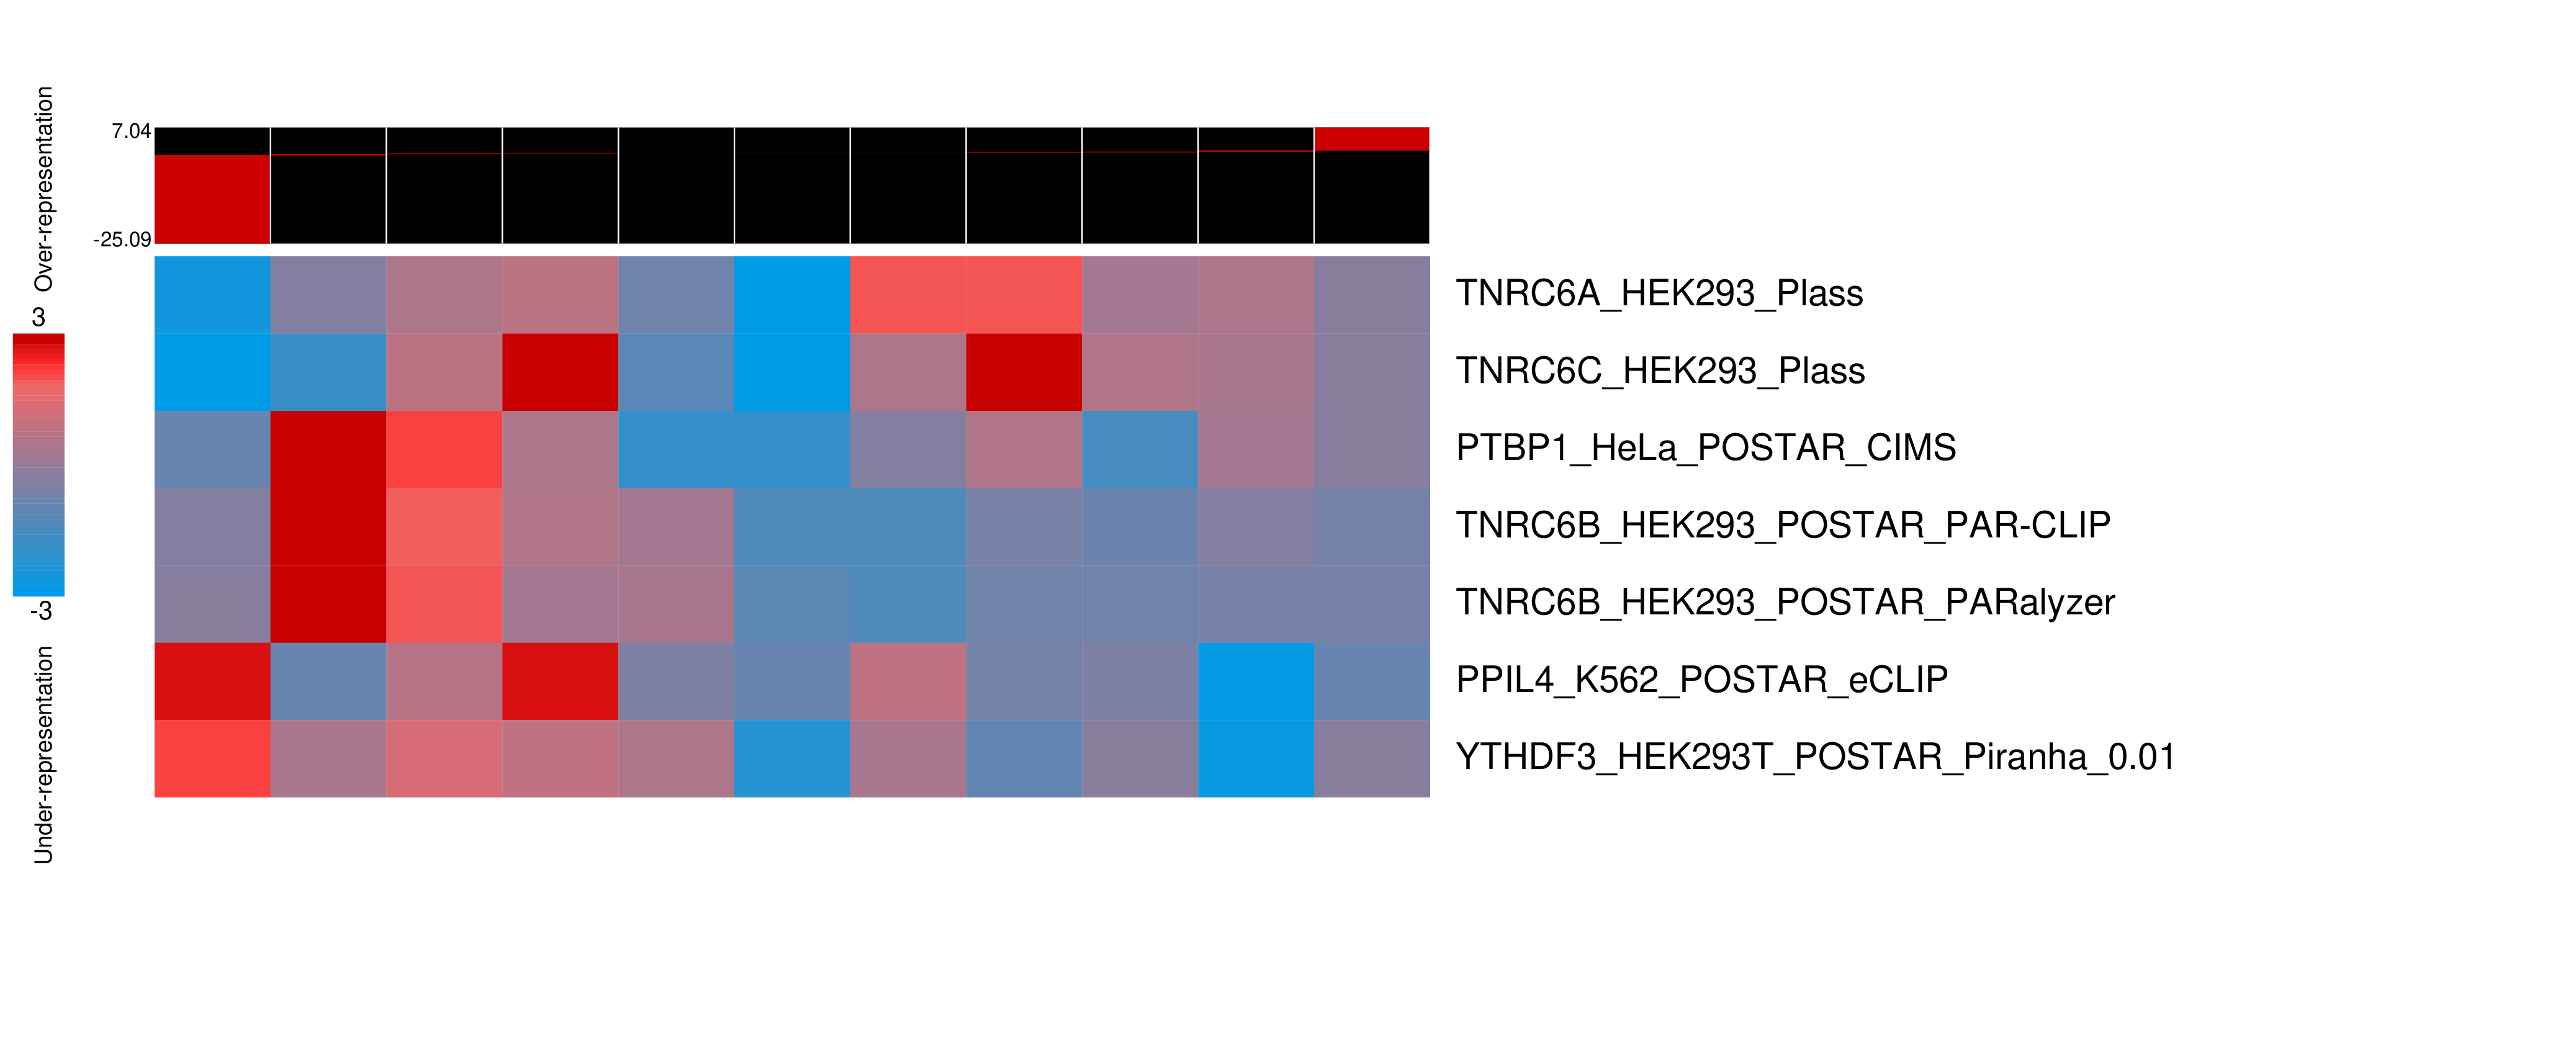 Over-representation
7.04
-25.09
3
-3
Under-representation
TNRC6A_HEK293_Plass
TNRC6C_HEK293_Plass
PTBP1_HeLa_POSTAR_CIMS
TNRC6B_HEK293_POSTAR_PAR-CLIP
TNRC6B_HEK293_POSTAR_PARalyzer
PPIL4_K562_POSTAR_eCLIP
YTHDF3_HEK293T_POSTAR_Piranha_0.01